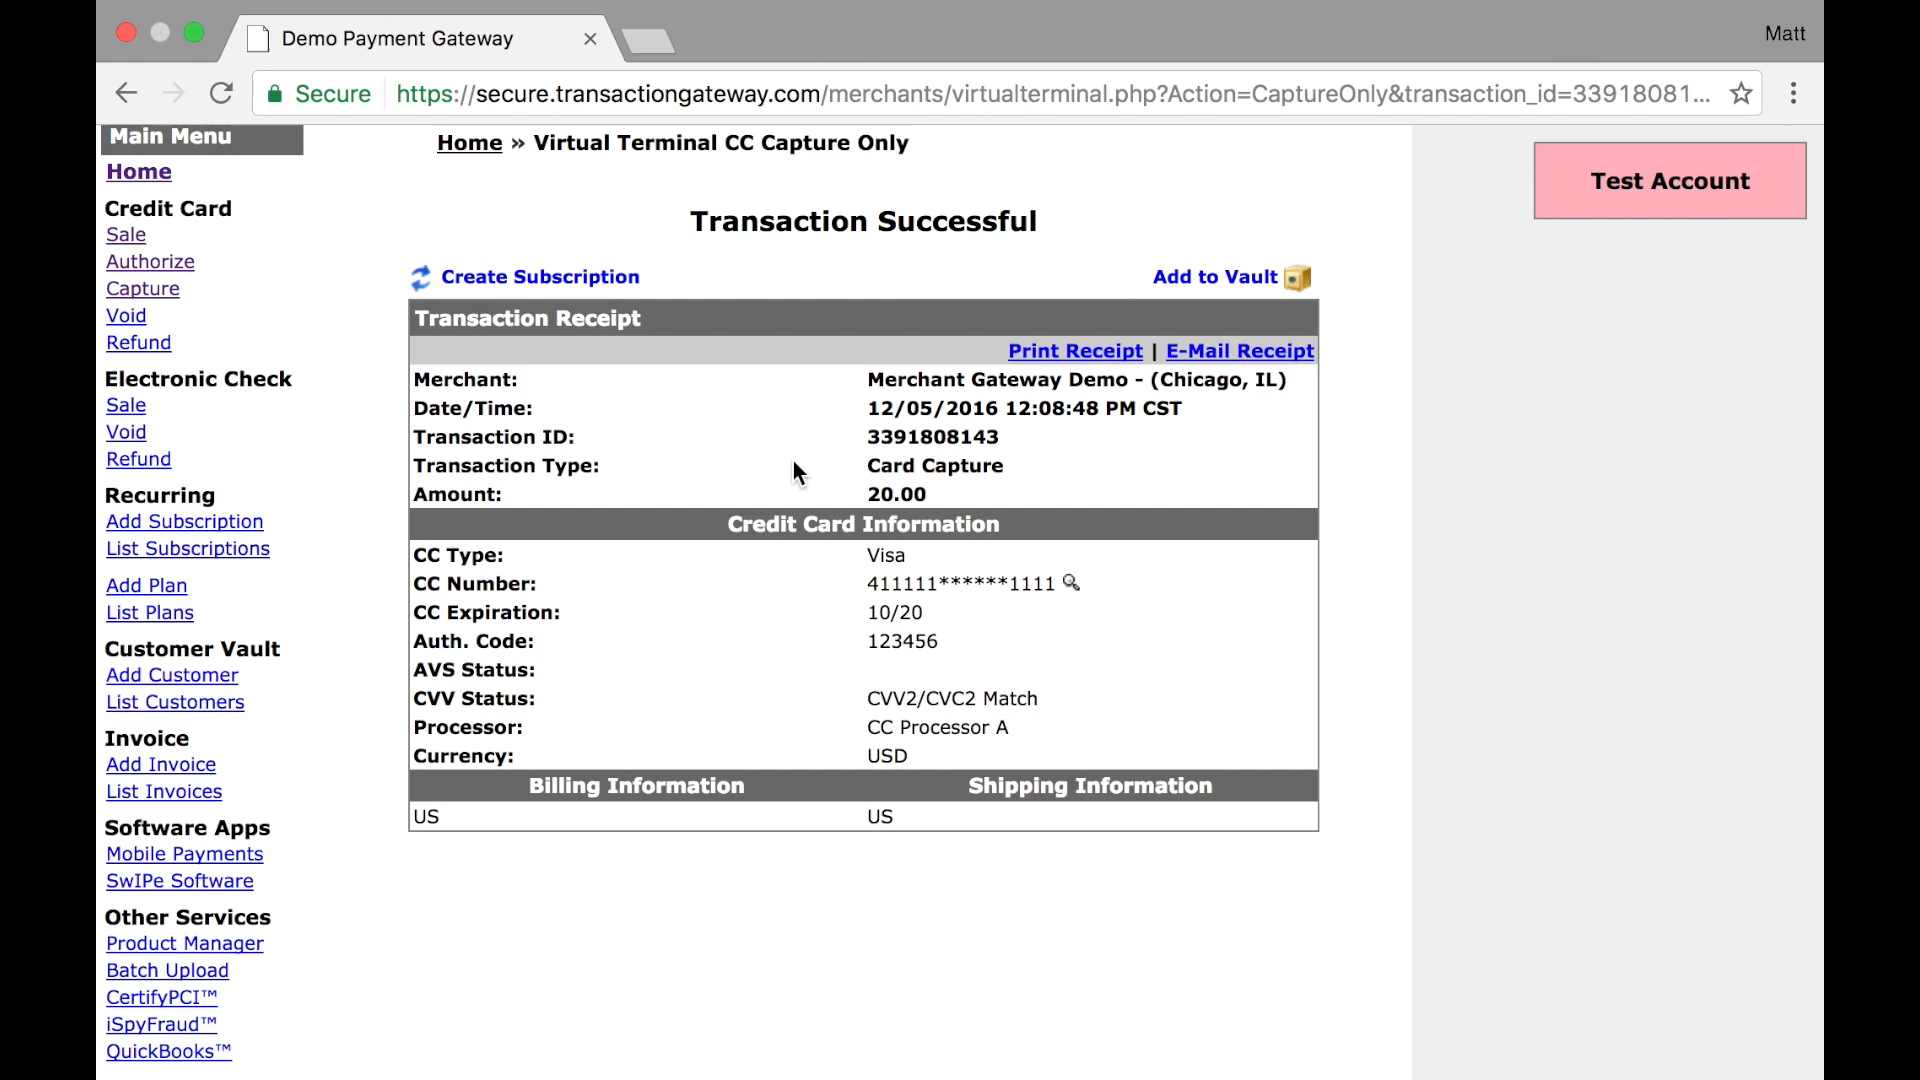 Demo Payment Gateway
Matt
Secure https://secure.transactiongateway.com/merchants/virtualterminal.php?Action=CaptureOnly&transaction_id=33918081...
Main Menu
Home
Credit Card
Sale
Authorize
Capture
Void
Refund
Electronic Check
Sale
Void
Refund
Recurring
Add Subscription
List Subscriptions
Add Plan
List Plans
Customer Vault
Add Customer
List Customers
Invoice
Add Invoice
List Invoices
Software Apps
Mobile Payments
SwIPe Software
Other Services
Product Manager
Batch Upload
CertifyPCI™
iSpyFraud™
QuickBooks™
Home » Virtual Terminal CC Capture Only
Transaction Successful
Create Subscription Add to Vault
Transaction Receipt
Print Receipt | E-Mail Receipt
Merchant: Merchant Gateway Demo - (Chicago, IL)
Date/Time: 12/05/2016 12:08:48 PM CST
Transaction ID: 3391808143
Transaction Type: Card Capture
Amount: 20.00
Credit Card Information
CC Type: Visa
CC Number: 411111******1111
CC Expiration: 10/20
Auth. Code: 123456
AVS Status:
CVV Status: CVV2/CVC2 Match
Processor: CC Processor A
Currency: USD
Billing Information Shipping Information
US US
Test Account